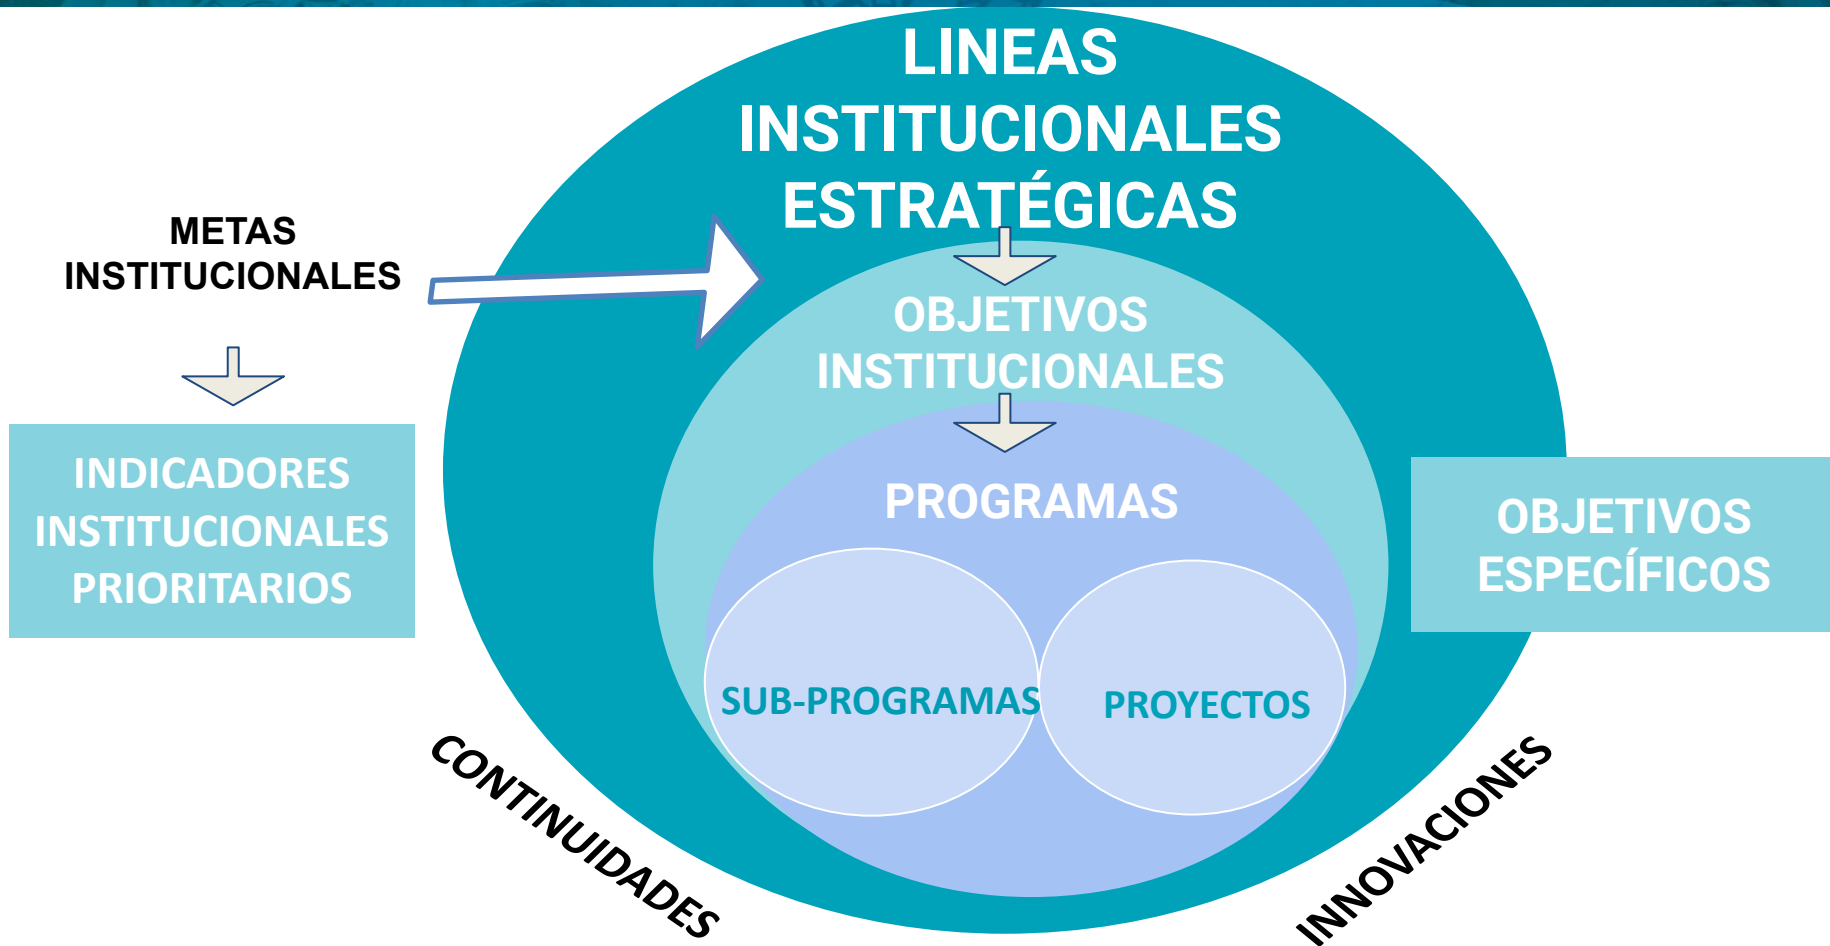 LINEAS
INSTITUCIONALES
ESTRATÉGICAS
METAS
INSTITUCIONALES
OBJETIVOS
INSTITUCIONALES
INDICADORES
INSTITUCIONALES
PRIORITARIOS
PROGRAMAS
OBJETIVOS
ESPECÍFICOS
SUB-PROGRAMAS
PROYECTOS
CONTINUIDADES
INNOVACIONES